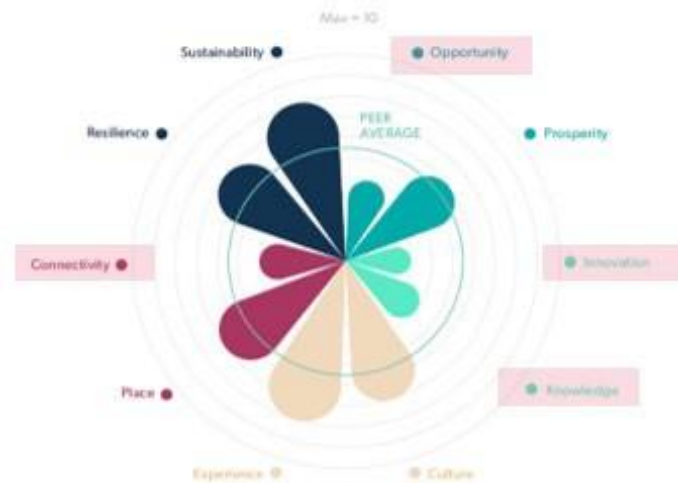 Max = 10
Sustainability
Opportunity
PEER
AVERAGE
Resilience
Prosperity
Connectivity
Innovation
Place
Knowledge
Experience
Culture